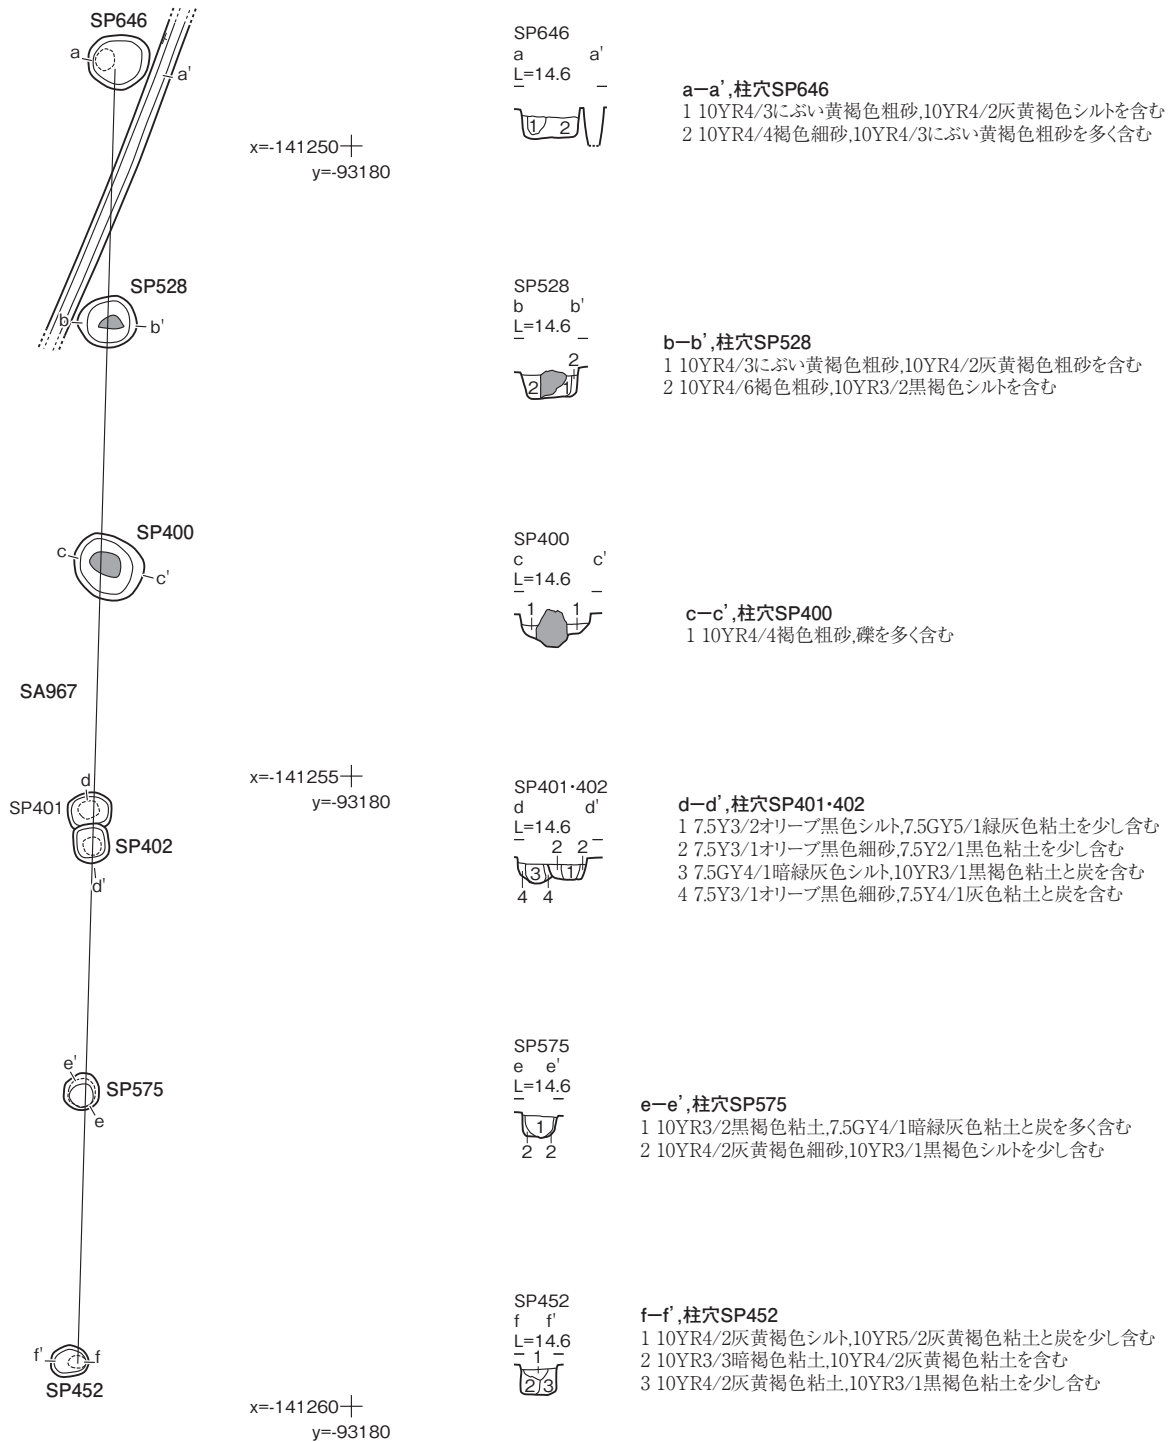 SP646
a
a'
x=-141250
y=-93180
SP528
b
b'
SP400
c
c'
SA967
x=-141255
y=-93180
d
SP401
SP402
d'
e'
SP575
e
f'
f
SP452
x=-141260
y=-93180
SP646
a a'
L=14.6
1 2
a−a',柱穴SP646
1 10YR4/3にぶい黄褐色粗砂,10YR4/2灰黄褐色シルトを含む
2 10YR4/4褐色細砂,10YR4/3にぶい黄褐色粗砂を多く含む
SP528
b b'
L=14.6
2
2 1
b−b',柱穴SP528
1 10YR4/3にぶい黄褐色粗砂,10YR4/2灰黄褐色粗砂を含む
2 10YR4/6褐色粗砂,10YR3/2黒褐色シルトを含む
SP400
c c'
L=14.6
1 1
c−c',柱穴SP400
1 10YR4/4褐色粗砂,礫を多く含む
SP401・402
d d'
L=14.6
2 2
3 1
4 4
d−d',柱穴SP401・402
1 7.5Y3/2オリーブ黒色シルト,7.5GY5/1緑灰色粘土を少し含む
2 7.5Y3/1オリーブ黒色細砂,7.5Y2/1黒色粘土を少し含む
3 7.5GY4/1暗緑灰色シルト,10YR3/1黒褐色粘土と炭を含む
4 7.5Y3/1オリーブ黒色細砂,7.5Y4/1灰色粘土と炭を含む
SP575
e e'
L=14.6
1
2 2
e−e',柱穴SP575
1 10YR3/2黒褐色粘土,7.5GY4/1暗緑灰色粘土と炭を多く含む
2 10YR4/2灰黄褐色細砂,10YR3/1黒褐色シルトを少し含む
SP452
f f'
L=14.6
1
2 3
f−f',柱穴SP452
1 10YR4/2灰黄褐色シルト,10YR5/2灰黄褐色粘土と炭を少し含む
2 10YR3/3暗褐色粘土,10YR4/2灰黄褐色粘土を含む
3 10YR4/2灰黄褐色粘土,10YR3/1黒褐色粘土を少し含む